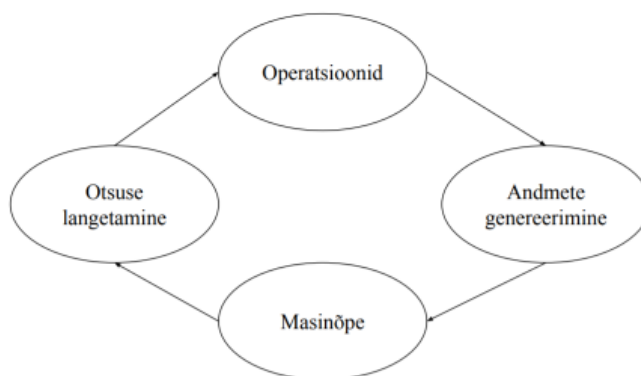 Operatsioonid
Otsuse
langetamine
Andmete
genereerimine
Masinõpe